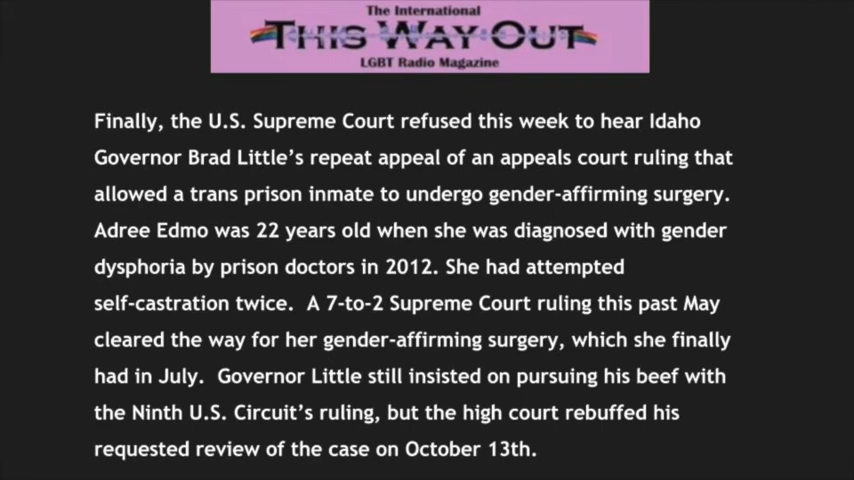 The International
THIS WAY OUT
LGBT Radio Magazine
Finally, the U.S. Supreme Court refused this week to hear Idaho
Governor Brad Little's repeat appeal of an appeals court ruling that
allowed a trans prison inmate to undergo gender-affirming surgery.
Adree Edmo was 22 years old when she was diagnosed with gender
dysphoria by prison doctors in 2012. She had attempted
self-castration twice.  A 7-to-2 Supreme Court ruling this past May
cleared the way for her gender-affirming surgery, which she finally
had in July.  Governor Little still insisted on pursuing his beef with
the Ninth U.S. Circuit's ruling, but the high court rebuffed his
requested review of the case on October 13th.